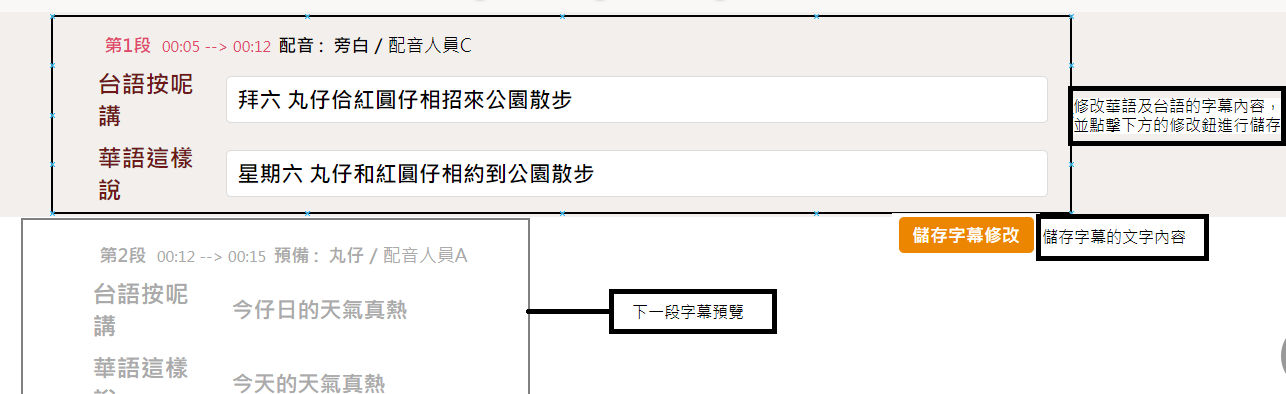 第1段 00:05 --> 00:12 配音： 旁白 / 配音人員C
台語按呢
講
拜六 丸仔佮紅圓仔相招來公園散步
華語這樣
說
星期六 丸仔和紅圓仔相約到公園散步
修改華語及台語的字幕內容，
並點擊下方的修改鈕進行儲存
儲存字幕修改
儲存字幕的文字內容
第2段 00:12 --> 00:15 預備： 丸仔 / 配音人員A
台語按呢
講
今仔日的天氣真熱
下一段字幕預覽
華語這樣
今天的天氣真熱